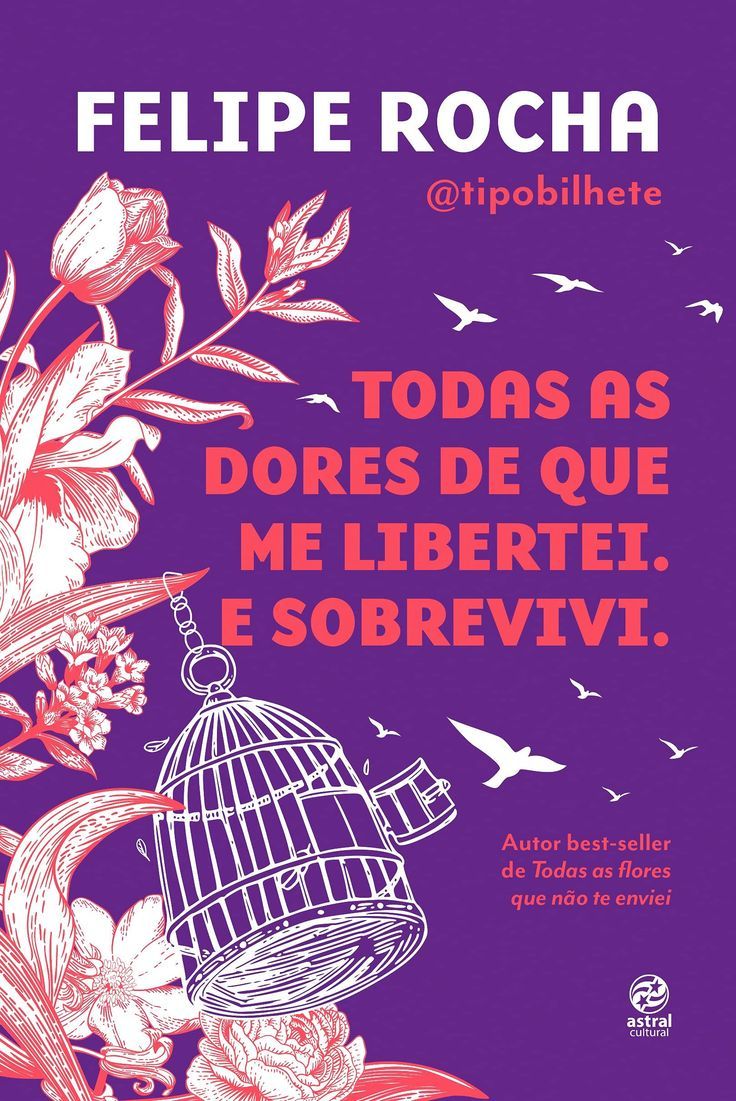 FELIPE ROCHA
@tipobilhete
TODAS AS
DORES DE QUE
ME LIBERTEI.
E SOBREVIVI.
Autor best-seller
de Todas as flores
que não te enviei
astral
cultural